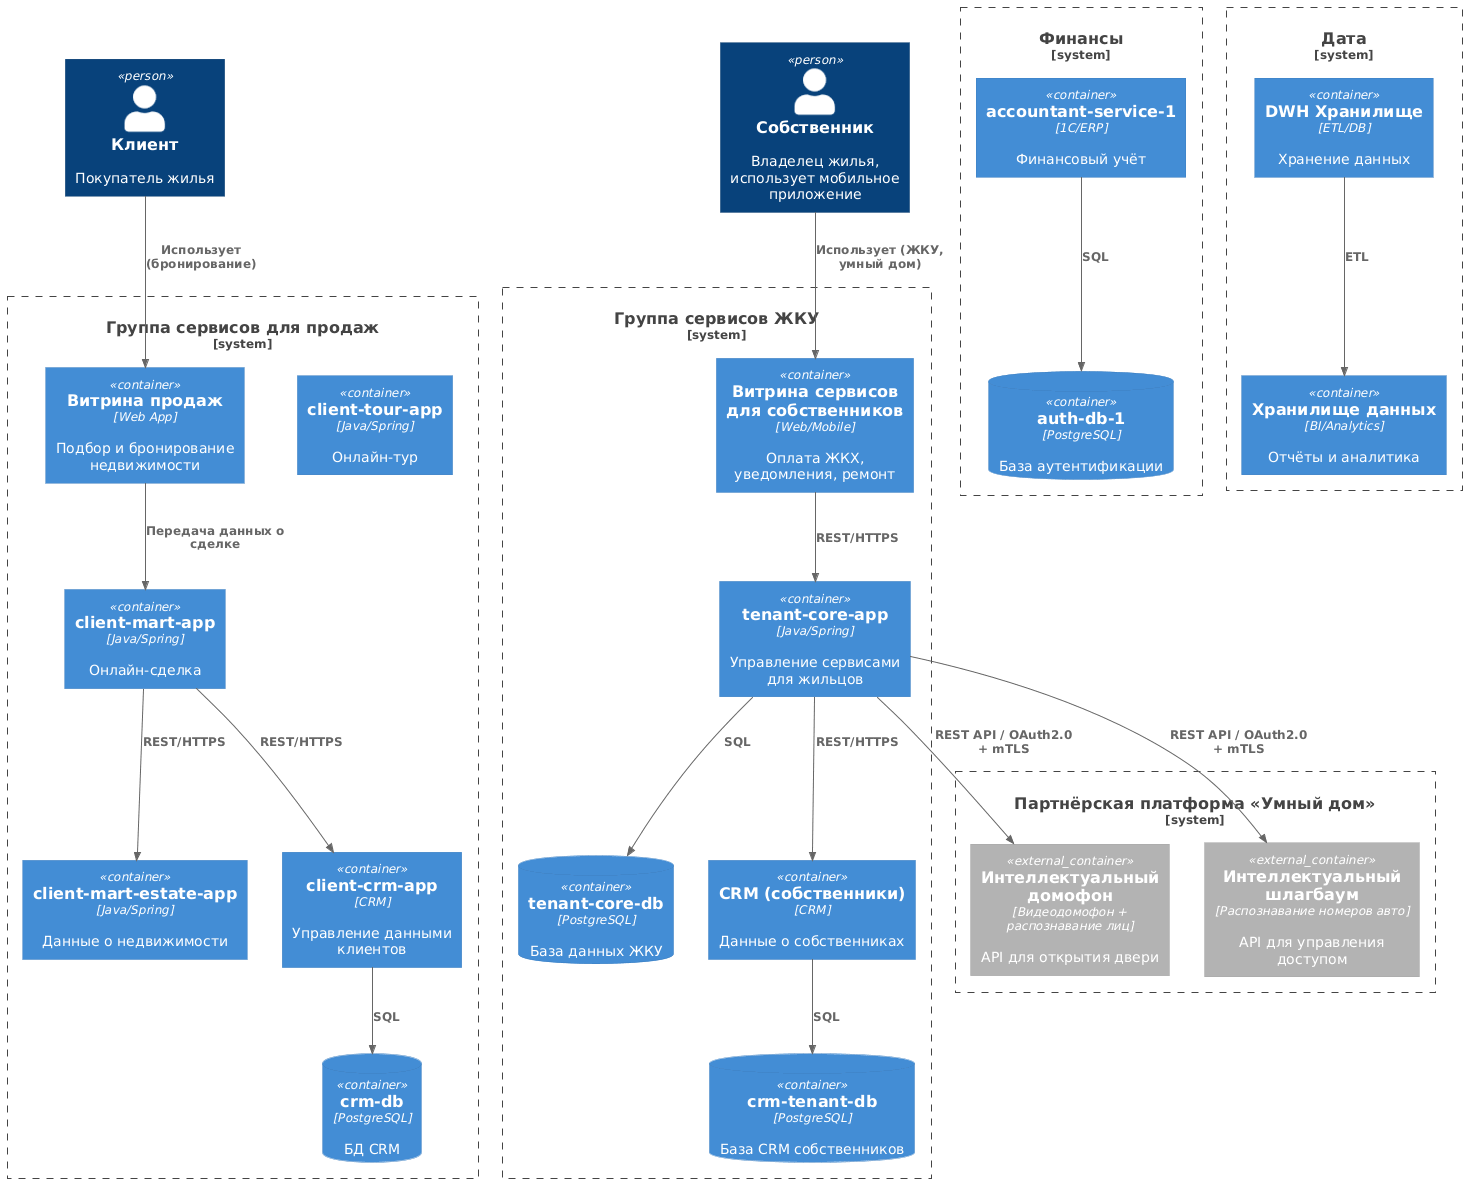 «person»
Клиент
Покупатель жилья
«person»
Собственник
Владелец жилья,
использует мобильное
приложение
Финансы
[system]
«container»
accountant-service-1
[1C/ERP]
Финансовый учёт
SQL
«container»
auth-db-1
[PostgreSQL]
База аутентификации
Дата
[system]
«container»
DWH Хранилище
[ETL/DB]
Хранение данных
ETL
«container»
Хранилище данных
[BI/Analytics]
Отчёты и аналитика
Использует
(бронирование)
Группа сервисов для продаж
[system]
«container»
Витрина продаж
[Web App]
Подбор и бронирование
недвижимости
«container»
client-tour-app
[Java/Spring]
Онлайн-тур
Передача данных о
сделке
«container»
client-mart-app
[Java/Spring]
Онлайн-сделка
REST/HTTPS
REST/HTTPS
«container»
client-mart-estate-app
[Java/Spring]
Данные о недвижимости
«container»
client-crm-app
[CRM]
Управление данными
клиентов
SQL
«container»
crm-db
[PostgreSQL]
БД CRM
Использует (ЖКУ,
умный дом)
Группа сервисов ЖКУ
[system]
«container»
Витрина сервисов
для собственников
[Web/Mobile]
Оплата ЖКХ,
уведомления, ремонт
REST/HTTPS
«container»
tenant-core-app
[Java/Spring]
Управление сервисами
для жильцов
SQL
REST/HTTPS
REST API / OAuth2.0
+ mTLS
REST API / OAuth2.0
+ mTLS
«container»
tenant-core-db
[PostgreSQL]
База данных ЖКУ
«container»
CRM (собственники)
[CRM]
Данные о собственниках
SQL
«container»
crm-tenant-db
[PostgreSQL]
База CRM собственников
Партнёрская платформа «Умный дом»
[system]
«external_container»
Интеллектуальный
домофон
[Видеодомофон +
распознавание лиц]
API для открытия двери
«external_container»
Интеллектуальный
шлагбаум
[Распознавание номеров авто]
API для управления
доступом